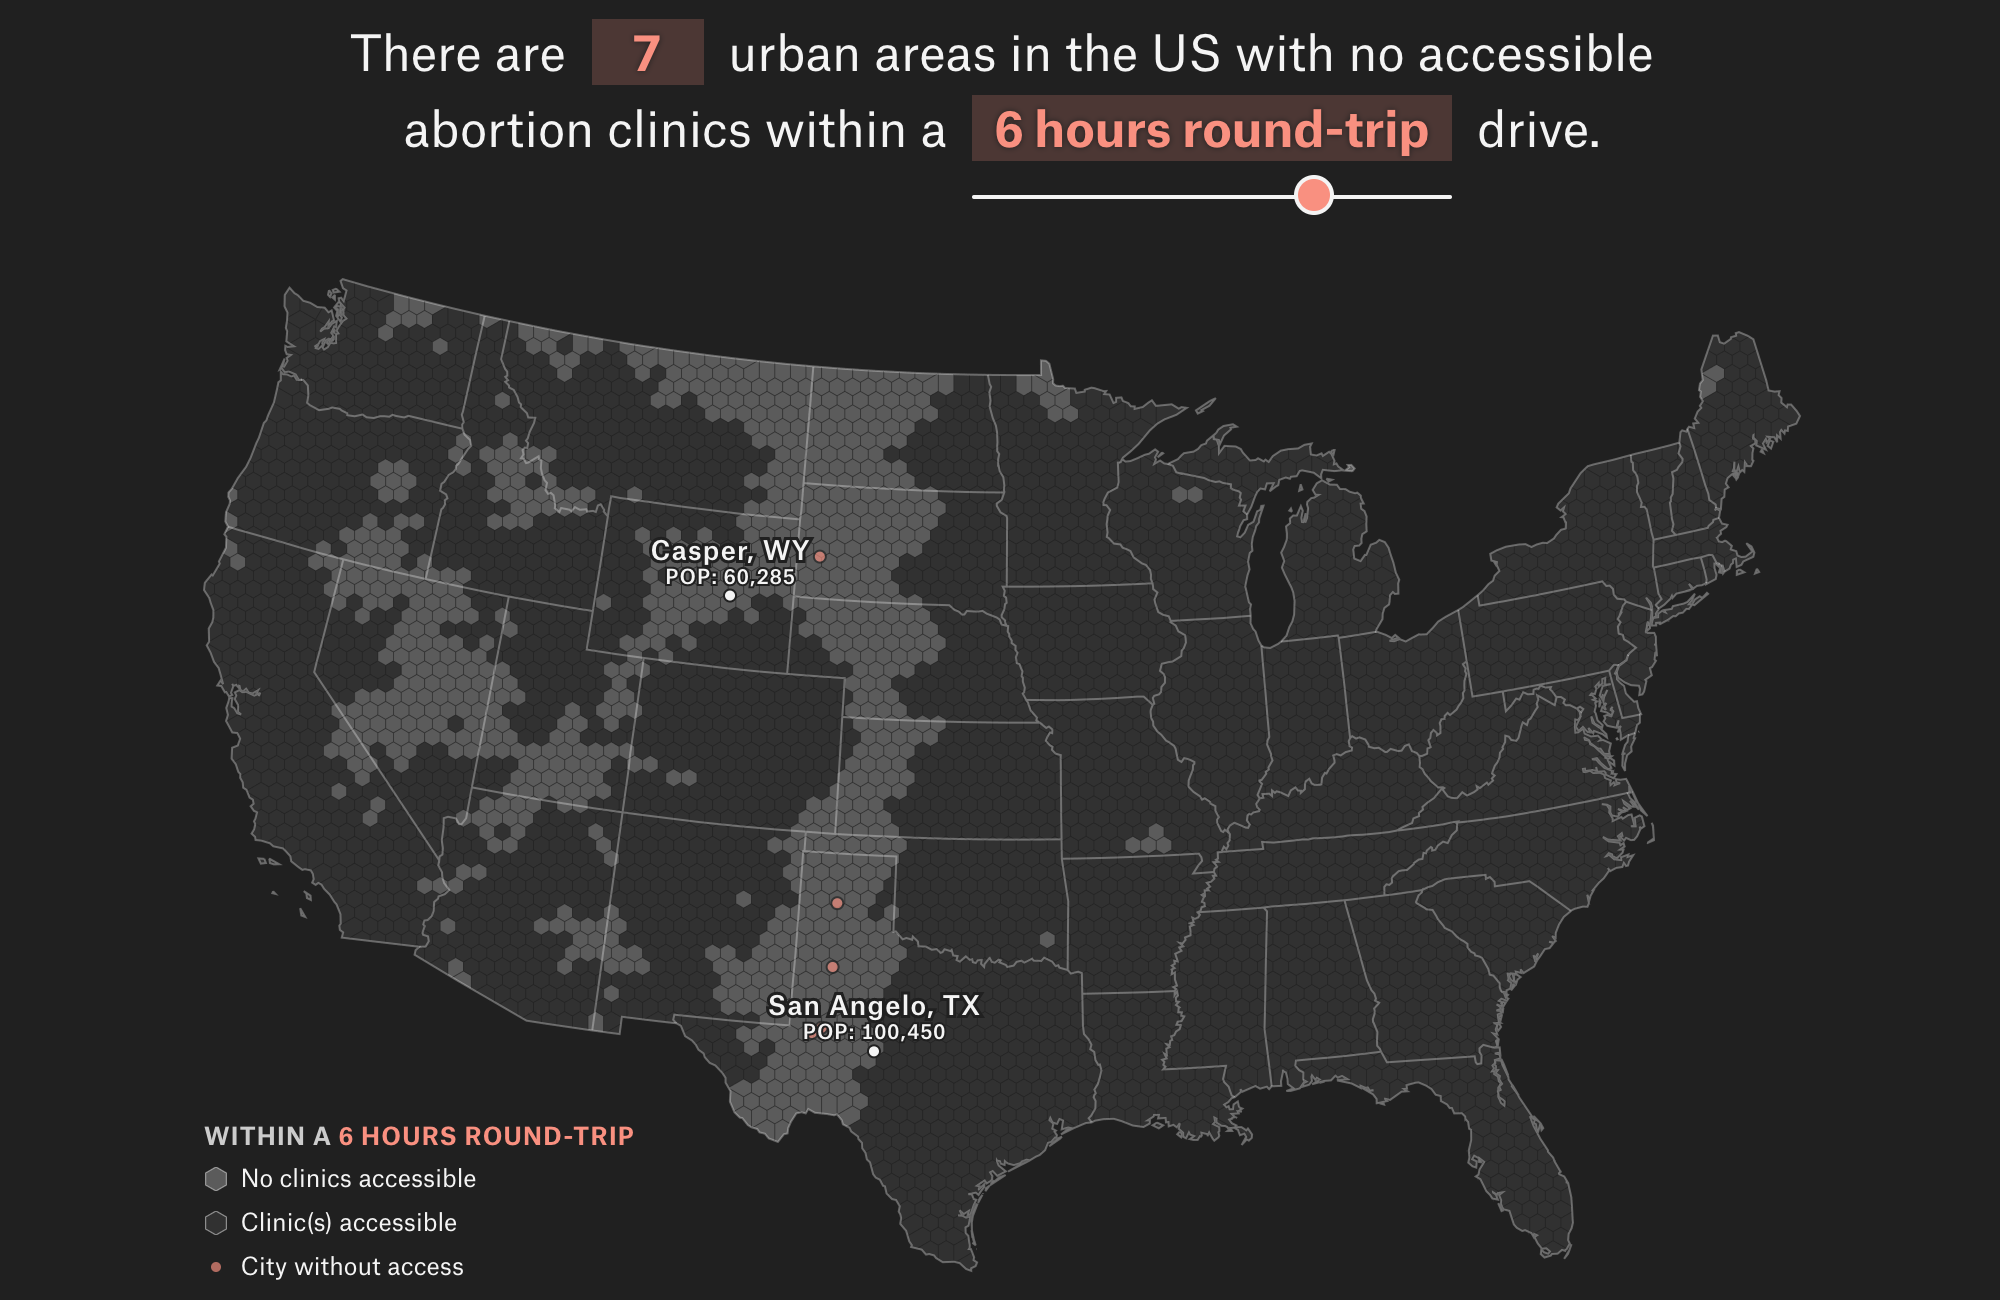 There are 7 urban areas in the US with no accessible
abortion clinics within a 6 hours round-trip drive.
Casper, WY
POP: 60,285
San Angelo, TX
POP: 100,450
WITHIN A 6 HOURS ROUND-TRIP
No clinics accessible
Clinic(s) accessible
City without access